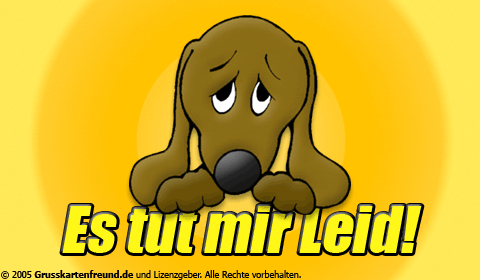 Es tut mir Leid!
© 2005 Grusskartenfreund.de und Lizenzgeber. Alle Rechte vorbehalten.